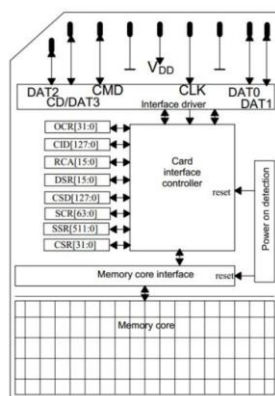 VDD
DAT2 CMD CLK DAT0
CD/DAT3 DAT1
Interface driver
OCR[31:0]
CID[127:0]
RCA[15:0]
DSR[15:0]
CSD[127:0]
SCR[63:0]
SSR[511:0]
CSR[31:0]
Card
interface
controller
reset
Power on detection
Memory core interface
reset
Memory core